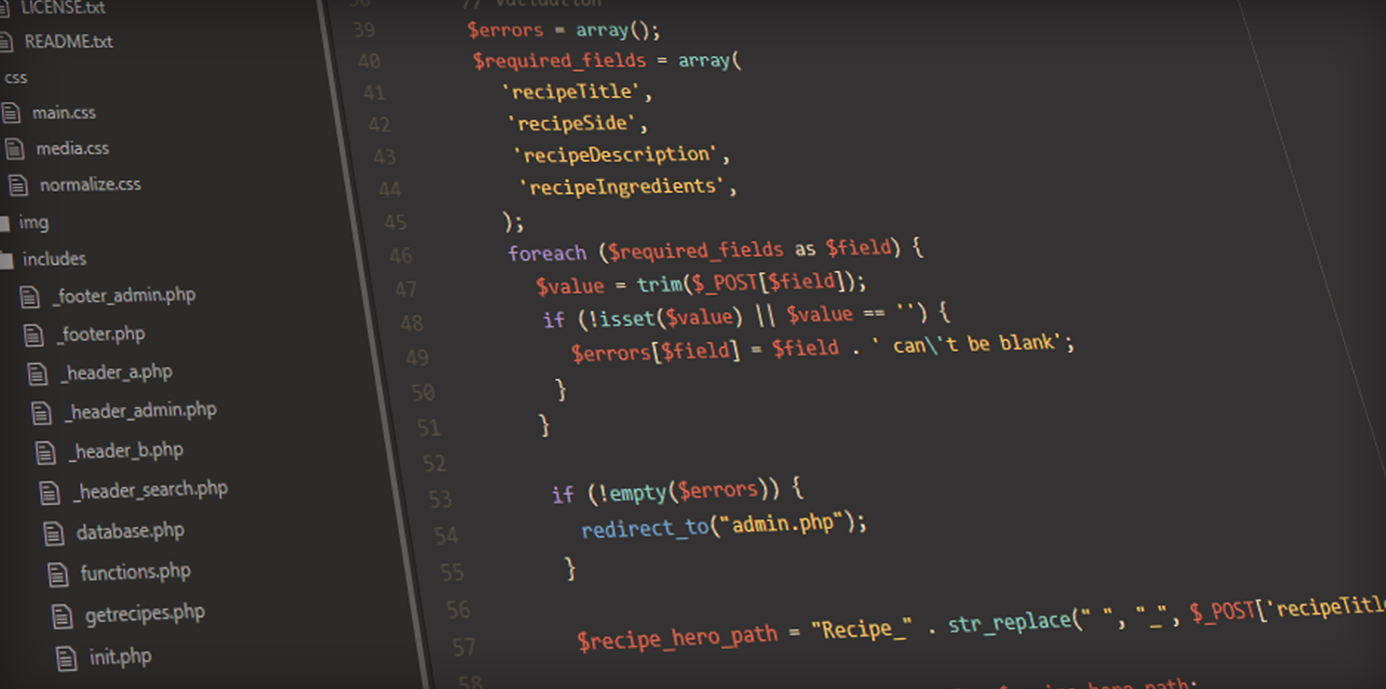 LICENSE.txt
README.txt
css
main.css
media.css
normalize.css
img
includes
_footer_admin.php
_footer.php
_header_a.php
_header_admin.php
_header_b.php
_header_search.php
database.php
functions.php
getrecipes.php
init.php
38 // Validation
39 $errors = array();
40 $required_fields = array(
41 'recipeTitle',
42 'recipeSide',
43 'recipeDescription',
44 'recipeIngredients',
45 );
46 foreach ($required_fields as $field) {
47 $value = trim($_POST[$field]);
48 if (!isset($value) || $value == '') {
49 $errors[$field] = $field . ' can\'t be blank';
50 }
51 }
52
53 if (!empty($errors)) {
54 redirect_to("admin.php");
55 }
56
57 $recipe_hero_path = "Recipe_" . str_replace(" ", "_", $_POST['recipeTitle
58